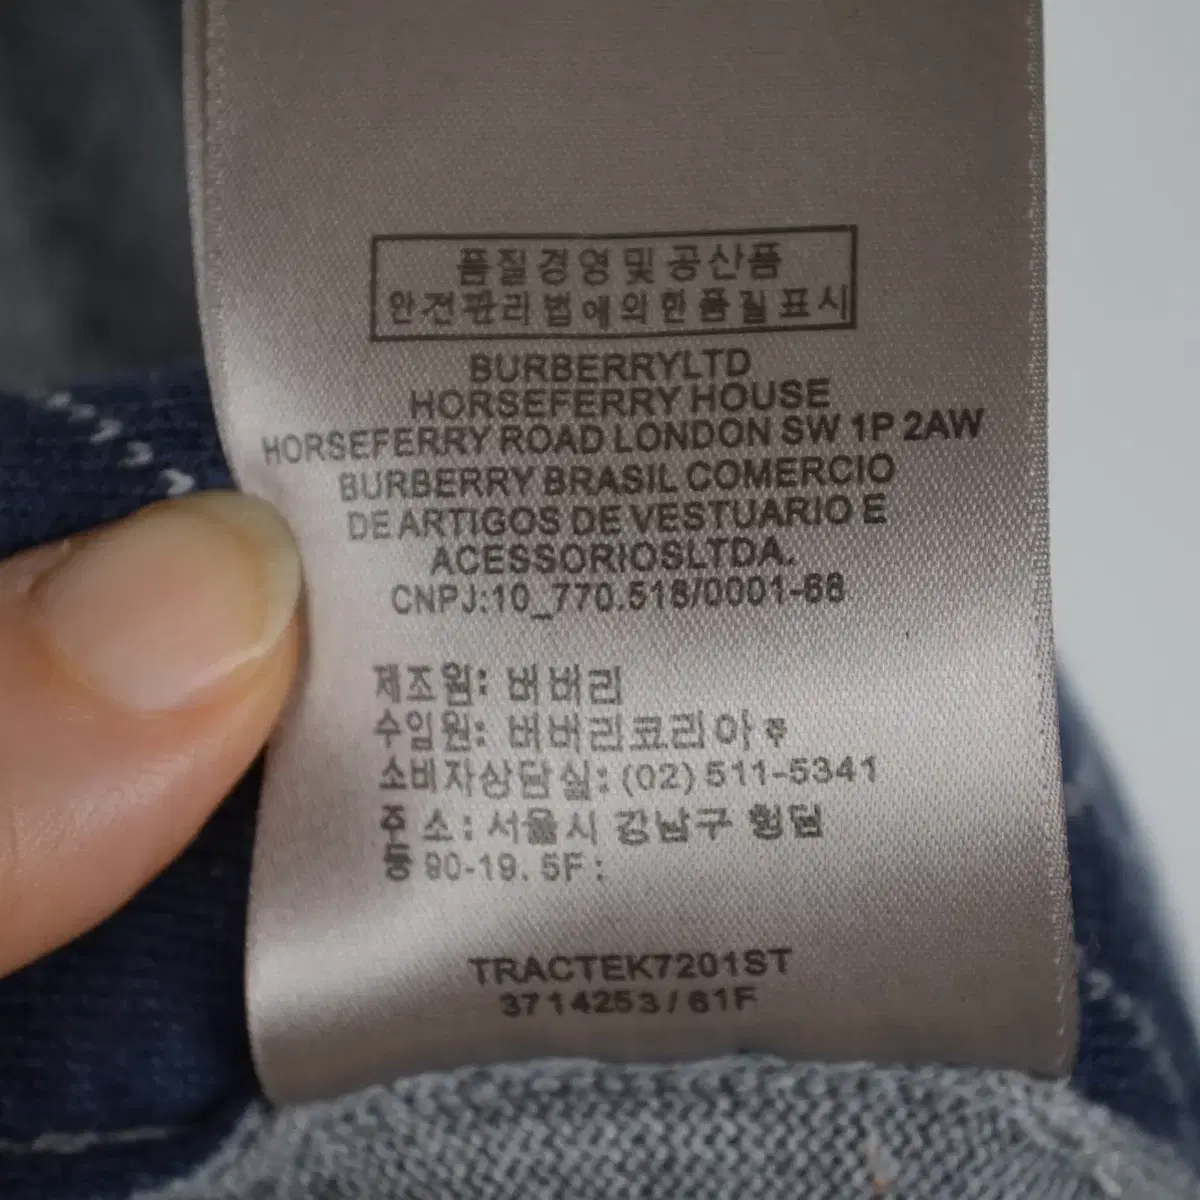 품질경영및공산품
안전판리법에의한품질표시
BURBERRYLTD
HORSEFERRY HOUSE
HORSEFERRY ROAD LONDON SW 1P 2AW
BURBERRY BRASIL COMERCIO
DE ARTIGOS DE VESTUARIO E
ACESSORIOSLTDA.
CNPJ:10_770.518/0001-68
제조원: 버버리
수입원: 버버리코리아 주
소비자상담실: (02) 511-5341
주 소: 서울시 강남구 형딤
동 90-19. 5F :
TRACTEK7201ST
3714253 / 61F